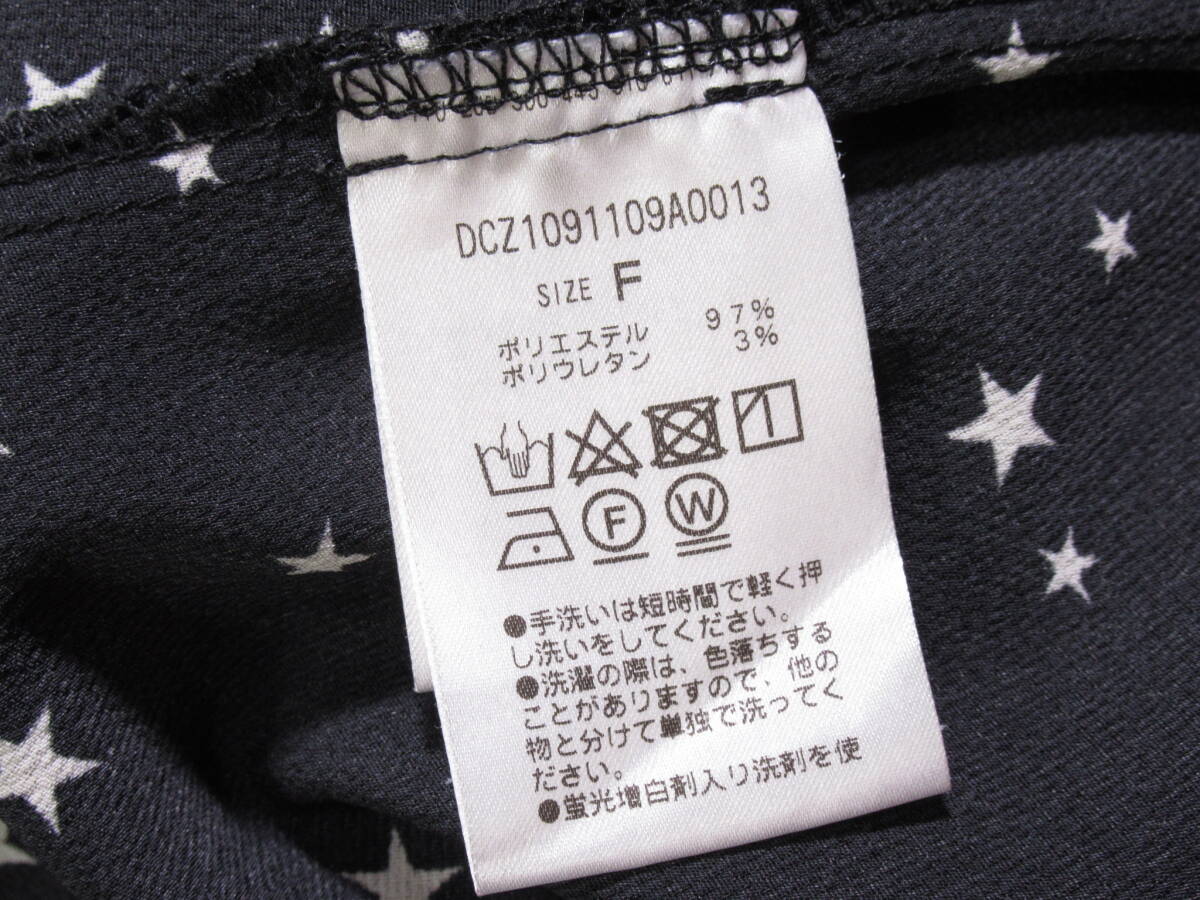 DCZ1091109A0013
SIZE F
ポリエステル 97%
ポリウレタン 3%
F W
●手洗いは短時間で軽く押
し洗いをしてください。
●洗濯の際は、色落ちする
ことがありますので、他の
物と分けて単独で洗ってく
ださい。
●蛍光増白剤入り洗剤を使